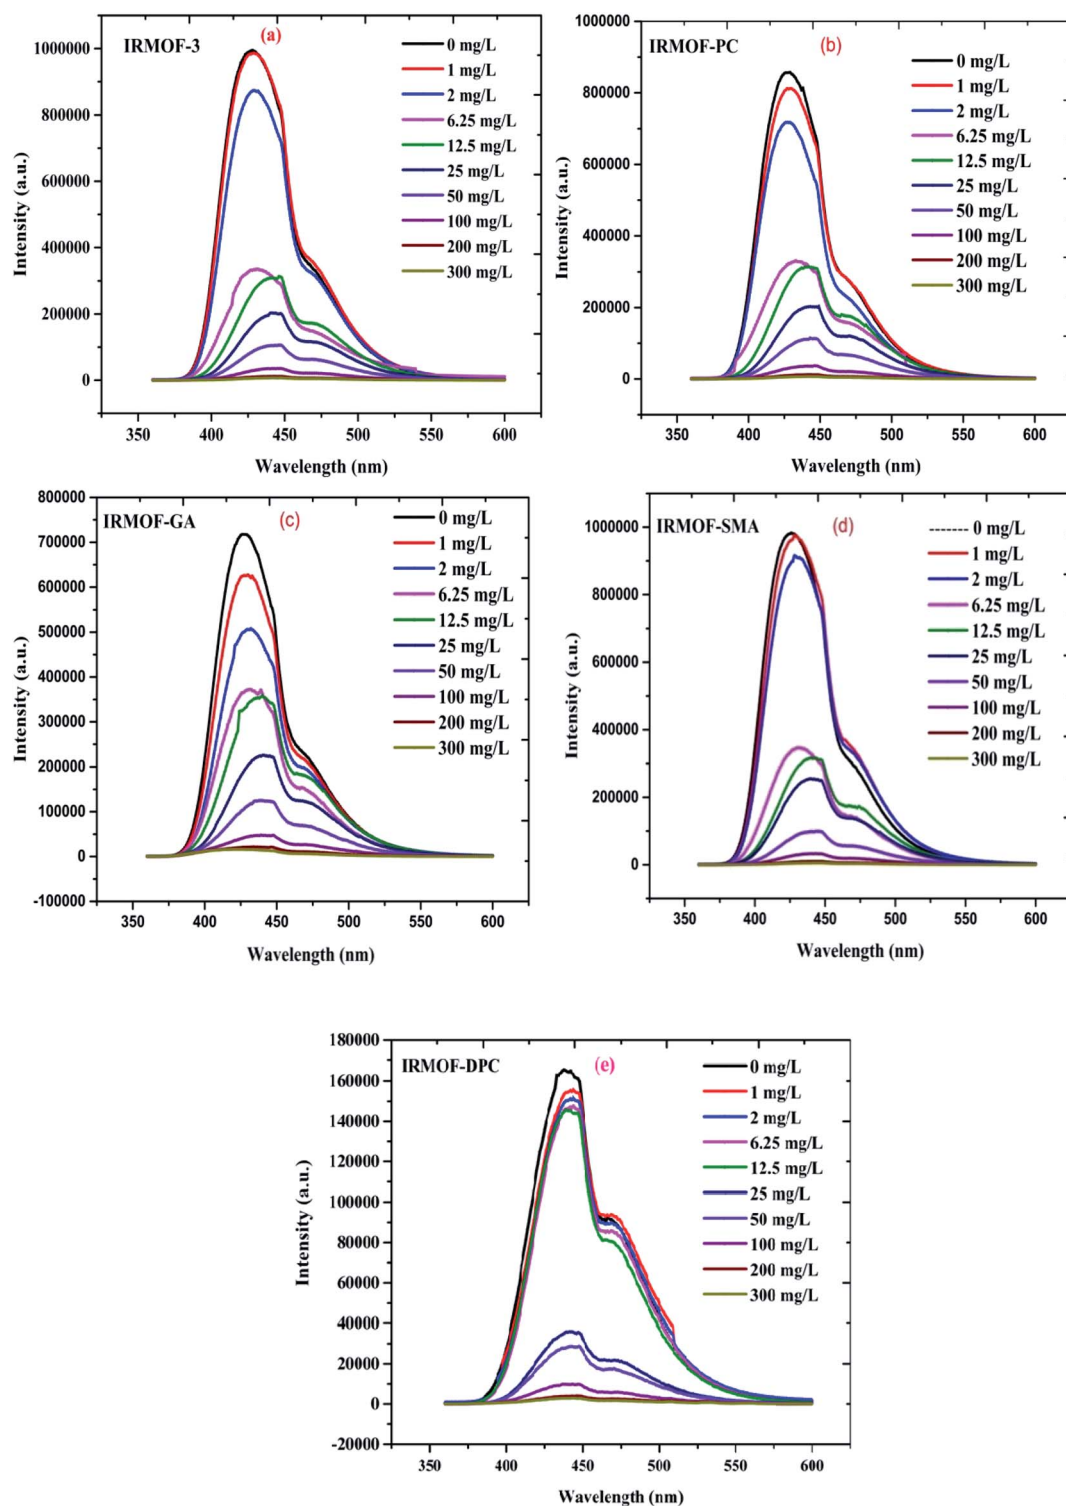 IRMOF-3
(a)
0 mg/L
1 mg/L
2 mg/L
6.25 mg/L
12.5 mg/L
25 mg/L
50 mg/L
100 mg/L
200 mg/L
300 mg/L
1000000
800000
600000
400000
200000
0
Intensity (a.u.)
350 400 450 500 550 600
Wavelength (nm)
IRMOF-PC
(b)
0 mg/L
1 mg/L
2 mg/L
6.25 mg/L
12.5 mg/L
25 mg/L
50 mg/L
100 mg/L
200 mg/L
300 mg/L
1000000
800000
600000
400000
200000
0
Intensity (a.u.)
350 400 450 500 550 600
Wavelength (nm)
IRMOF-GA
(c)
0 mg/L
1 mg/L
2 mg/L
6.25 mg/L
12.5 mg/L
25 mg/L
50 mg/L
100 mg/L
200 mg/L
300 mg/L
800000
700000
600000
500000
400000
300000
200000
100000
0
-100000
Intensity (a.u.)
350 400 450 500 550 600
Wavelength (nm)
IRMOF-SMA
(d)
0 mg/L
1 mg/L
2 mg/L
6.25 mg/L
12.5 mg/L
25 mg/L
50 mg/L
100 mg/L
200 mg/L
300 mg/L
1000000
800000
600000
400000
200000
0
Intensity (a.u.)
350 400 450 500 550 600
Wavelength (nm)
IRMOF-DPC
(e)
0 mg/L
1 mg/L
2 mg/L
6.25 mg/L
12.5 mg/L
25 mg/L
50 mg/L
100 mg/L
200 mg/L
300 mg/L
180000
160000
140000
120000
100000
80000
60000
40000
20000
0
-20000
Intensity (a.u.)
350 400 450 500 550 600
Wavelength (nm)